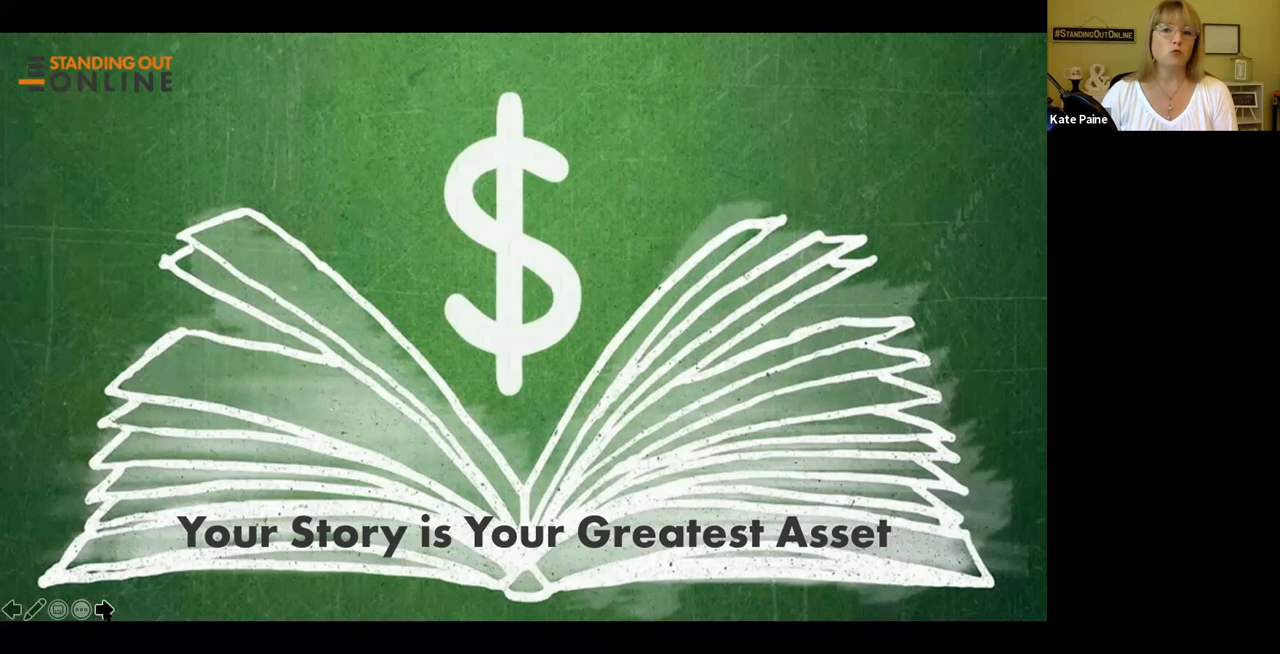 STANDING OUT
ONLINE
$
Your Story is Your Greatest Asset
#STANDINGOUTONLINE
&
Kate Paine